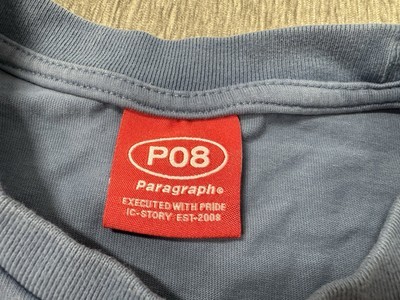 P08
Paragraph®
EXECUTED WITH PRIDE
IC-STORY EST-2008